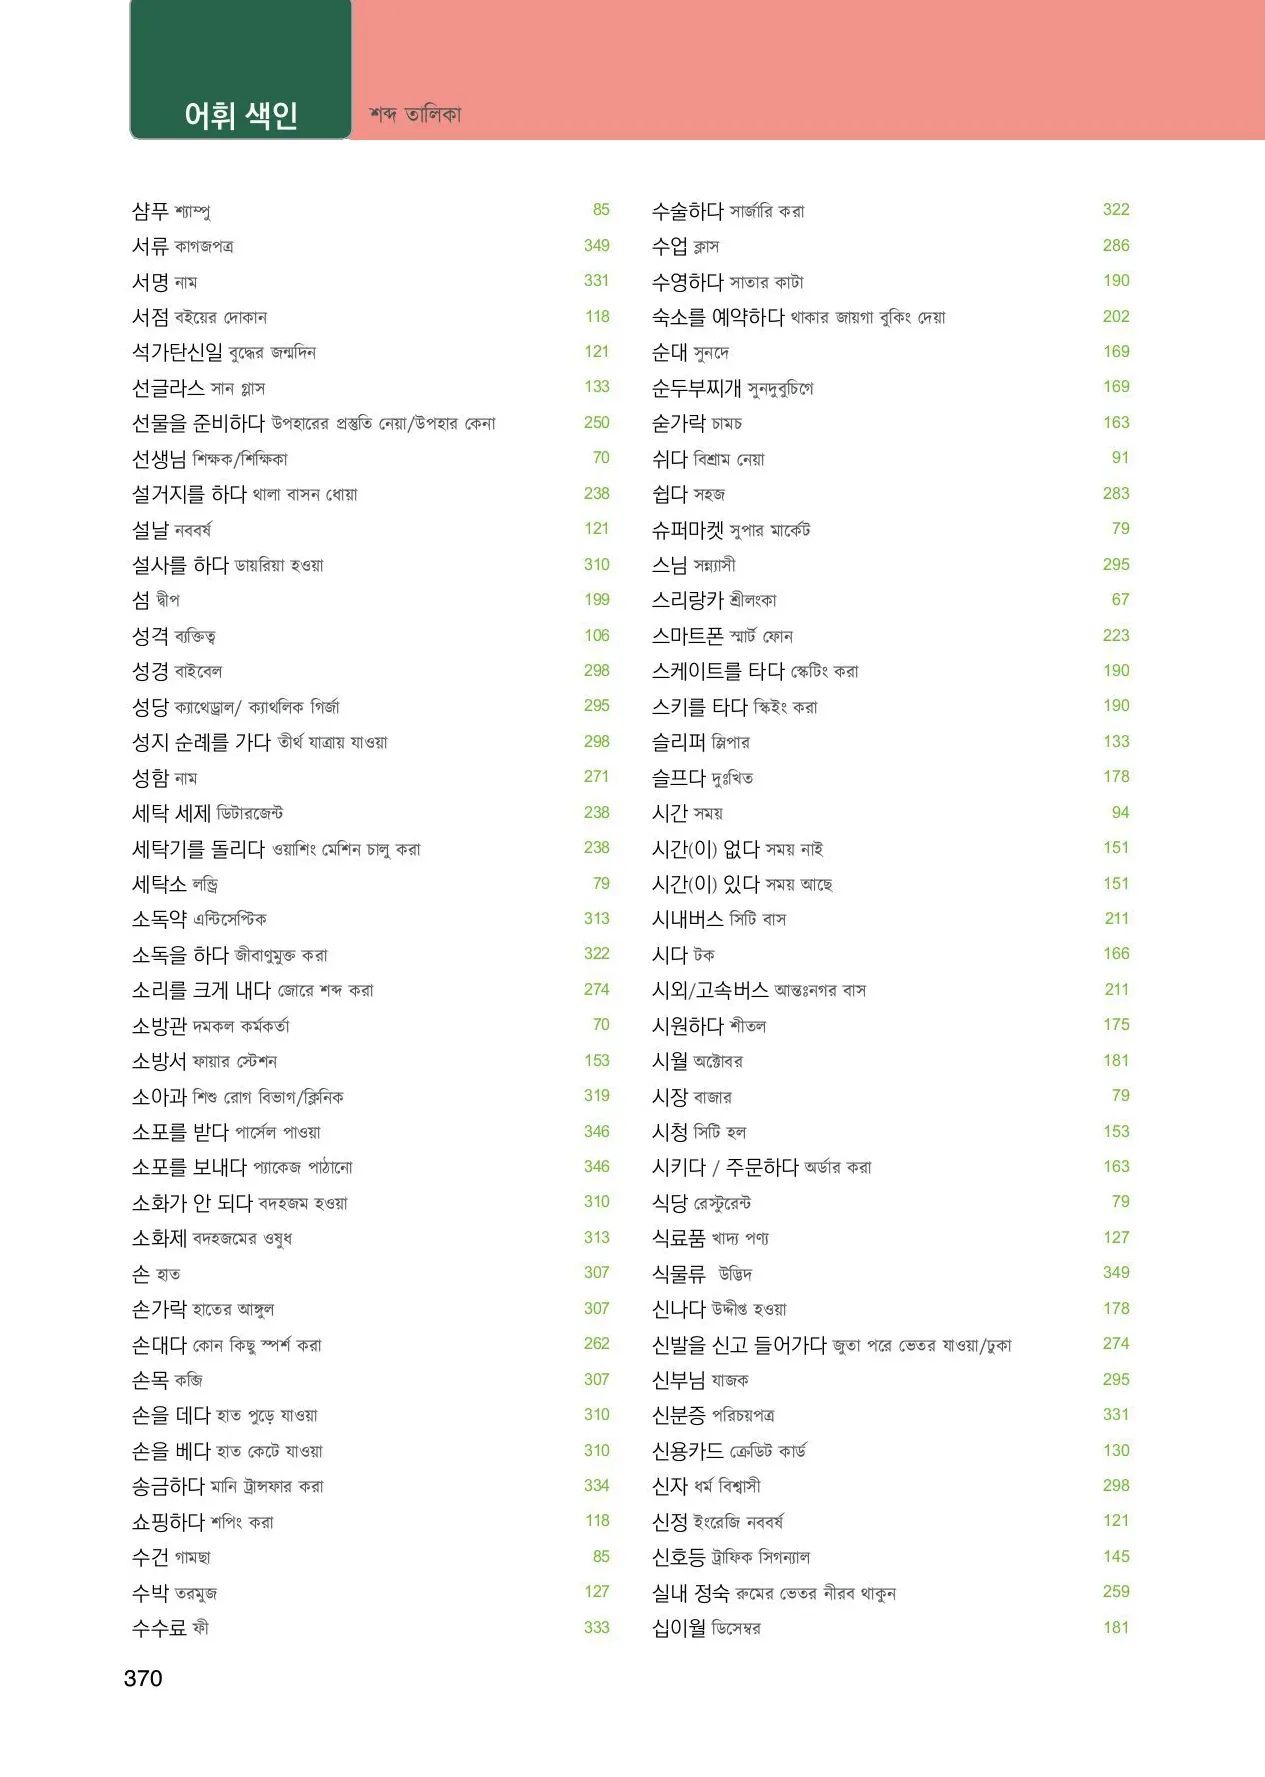 어휘 색인 শব্দ তালিকা
샴푸 শ্যাম্পু 85
서류 কাগজপত্র 349
서명 নাম 331
서점 বইয়ের দোকান 118
석가탄신일 বুদ্ধের জন্মদিন 121
선글라스 সান গ্লাস 133
선물을 준비하다 উপহারের প্রস্তুতি নেয়া/উপহার কেনা 250
선생님 শিক্ষক/শিক্ষিকা 70
설거지를 하다 থালা বাসন ধোয়া 238
설날 নববর্ষ 121
설사를 하다 ডায়রিয়া হওয়া 310
섬 দ্বীপ 199
성격 ব্যক্তিত্ব 106
성경 বাইবেল 298
성당 ক্যাথেড্রাল/ ক্যাথলিক গির্জা 295
성지 순례를 가다 তীর্থ যাত্রায় যাওয়া 298
성함 নাম 271
세탁 세제 ডিটারজেন্ট 238
세탁기를 돌리다 ওয়াশিং মেশিন চালু করা 238
세탁소 লন্ড্রি 79
소독약 এন্টিসেপ্টিক 313
소독을 하다 জীবাণুমুক্ত করা 322
소리를 크게 내다 জোরে শব্দ করা 274
소방관 দমকল কর্মকর্তা 70
소방서 ফায়ার স্টেশন 153
소아과 শিশু রোগ বিভাগ/ক্লিনিক 319
소포를 받다 পার্সেল পাওয়া 346
소포를 보내다 প্যাকেজ পাঠানো 346
소화가 안 되다 বদহজম হওয়া 310
소화제 বদহজমের ওষুধ 313
손 হাত 307
손가락 হাতের আঙ্গুল 307
손대다 কোন কিছু স্পর্শ করা 262
손목 কব্জি 307
손을 데다 হাত পুড়ে যাওয়া 310
손을 베다 হাত কেটে যাওয়া 310
송금하다 মানি ট্রান্সফার করা 334
쇼핑하다 শপিং করা 118
수건 গামছা 85
수박 তরমুজ 127
수수료 ফী 333
수술하다 সার্জারি করা 322
수업 ক্লাস 286
수영하다 সাতার কাটা 190
숙소를 예약하다 থাকার জায়গা বুকিং দেয়া 202
순대 সুনদে 169
순두부찌개 সুনদুবুচিগে 169
숟가락 চামচ 163
쉬다 বিশ্রাম নেয়া 91
쉽다 সহজ 283
슈퍼마켓 সুপার মার্কেট 79
스님 সন্ন্যাসী 295
스리랑카 শ্রীলংকা 67
스마트폰 স্মার্ট ফোন 223
스케이트를 타다 স্কেটিং করা 190
스키를 타다 স্কিইং করা 190
슬리퍼 স্লিপার 133
슬프다 দুঃখিত 178
시간 সময় 94
시간(이) 없다 সময় নাই 151
시간(이) 있다 সময় আছে 151
시내버스 সিটি বাস 211
시다 টক 166
시외/고속버스 আন্তঃনগর বাস 211
시원하다 শীতল 175
시월 অক্টোবর 181
시장 বাজার 79
시청 সিটি হল 153
시키다 / 주문하다 অর্ডার করা 163
식당 রেস্টুরেন্ট 79
식료품 খাদ্য পণ্য 127
식물류 উদ্ভিদ 349
신나다 উদ্দীপ্ত হওয়া 178
신발을 신고 들어가다 জুতা পরে ভেতর যাওয়া/ঢুকা 274
신부님 যাজক 295
신분증 পরিচয়পত্র 331
신용카드 ক্রেডিট কার্ড 130
신자 ধর্ম বিশ্বাসী 298
신정 ইংরেজি নববর্ষ 121
신호등 ট্রাফিক সিগন্যাল 145
실내 정숙 রুমের ভেতর নীরব থাকুন 259
십이월 ডিসেম্বর 181
370